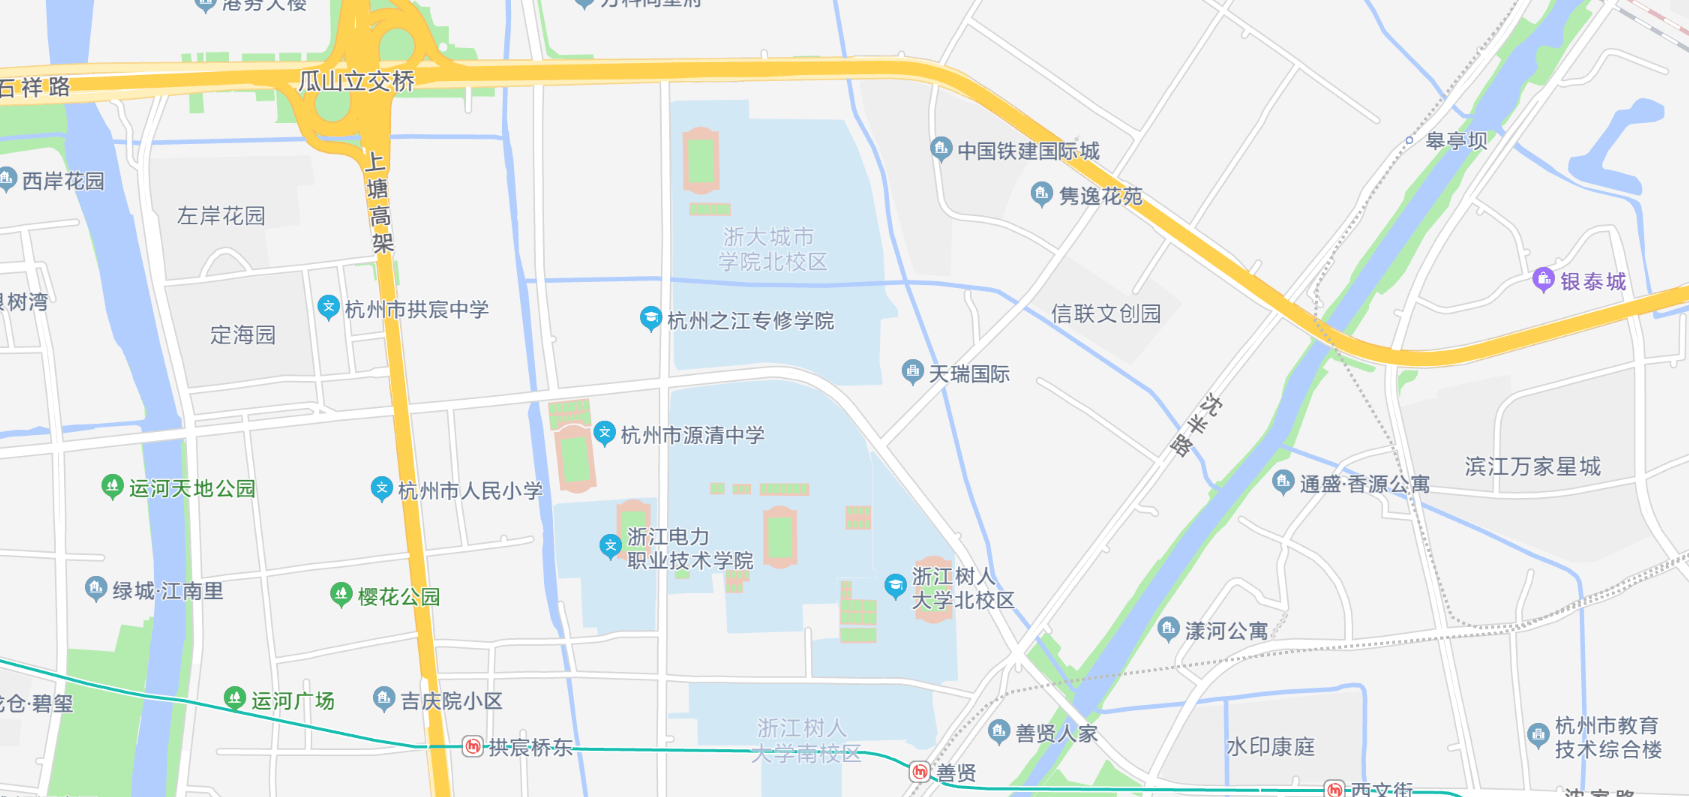 港务大楼
石祥路
瓜山立交桥
皋亭坝
中国铁建国际城
上塘高架
西岸花园
隽逸花苑
左岸花园
浙大城市
学院北校区
银泰城
树湾
杭州市拱宸中学
信联文创园
杭州之江专修学院
定海园
天瑞国际
沈半路
杭州市源清中学
滨江万家星城
通盛·香源公寓
运河天地公园
杭州市人民小学
浙江电力
职业技术学院
浙江树人
大学北校区
绿城·江南里
樱花公园
漾河公寓
仓·碧玺
运河广场
吉庆院小区
浙江树人
大学南校区
善贤人家
杭州市教育
技术综合楼
水印康庭
拱宸桥东
善贤
西文街